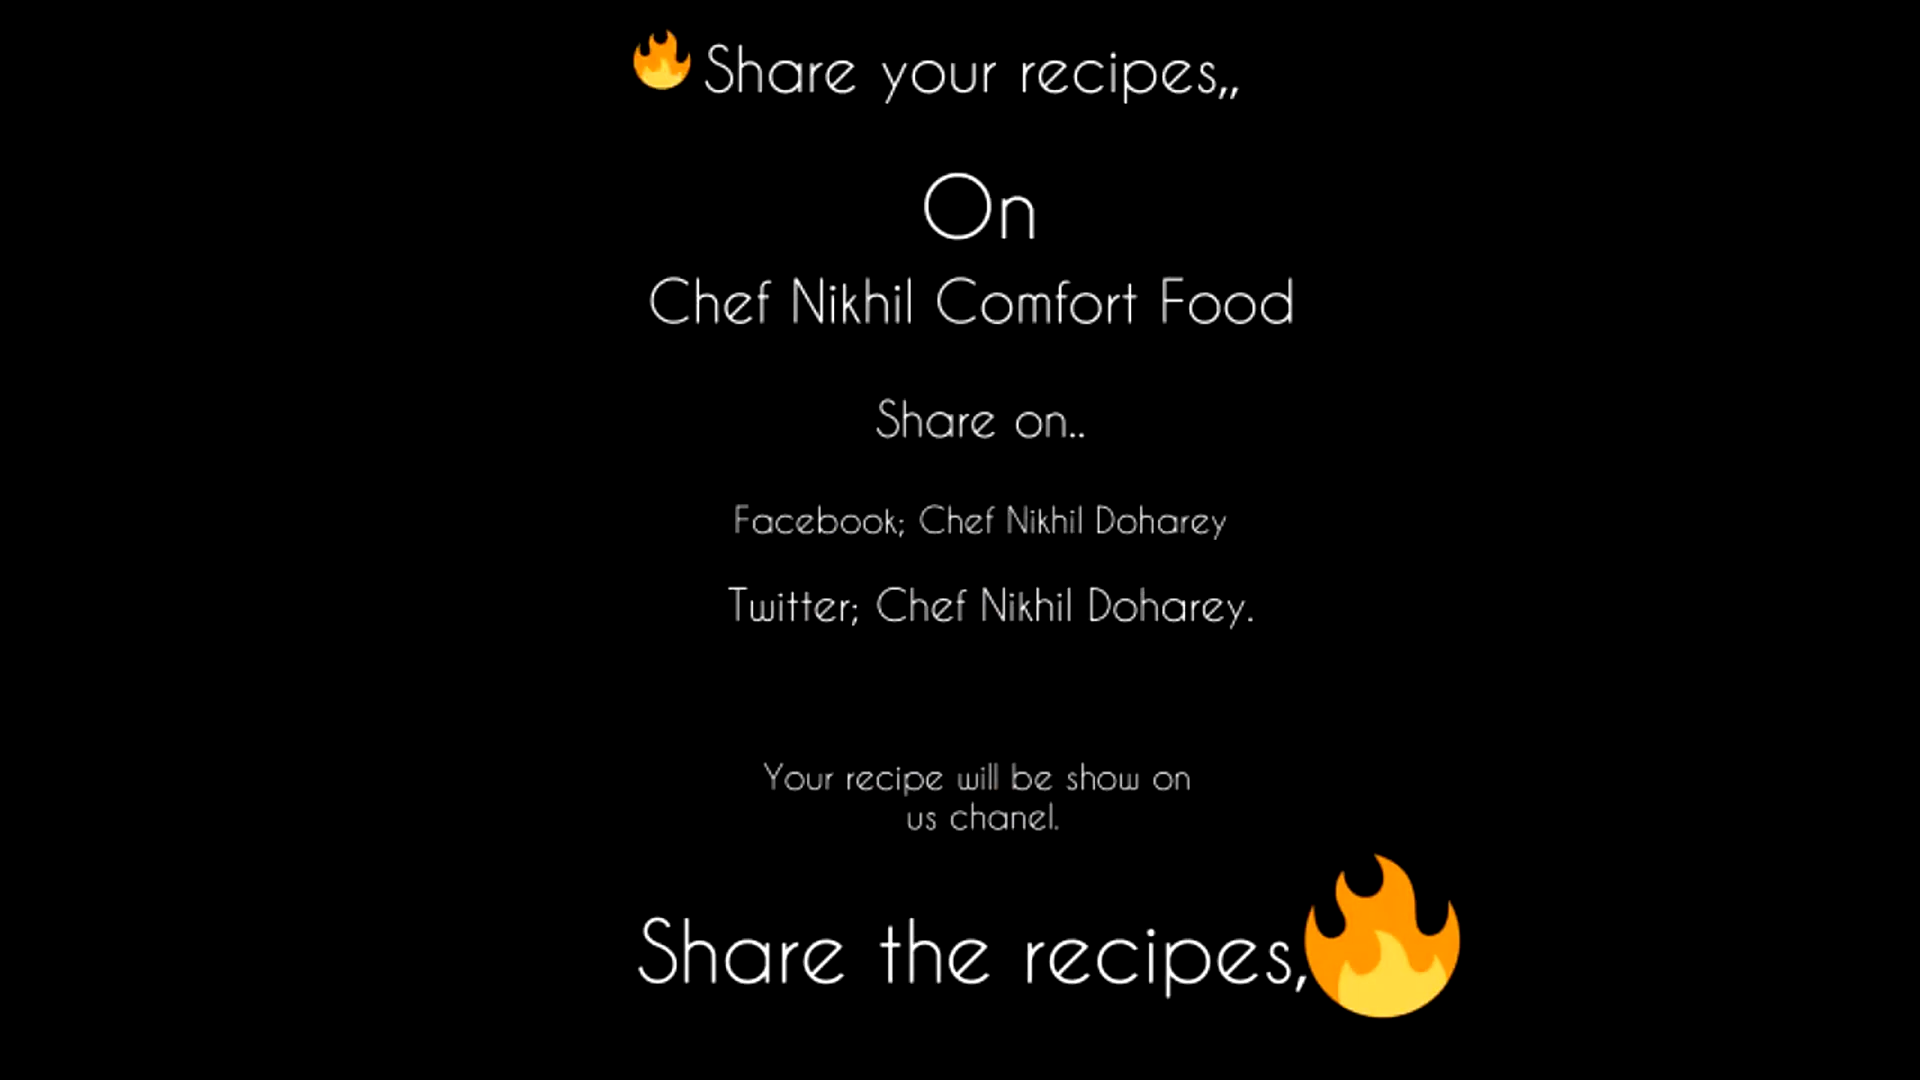 🔥Share your recipes,,
On
Chef Nikhil Comfort Food
Share on..
Facebook; Chef Nikhil Doharey
Twitter; Chef Nikhil Doharey.
Your recipe will be show on
us chanel.
Share the recipes,🔥